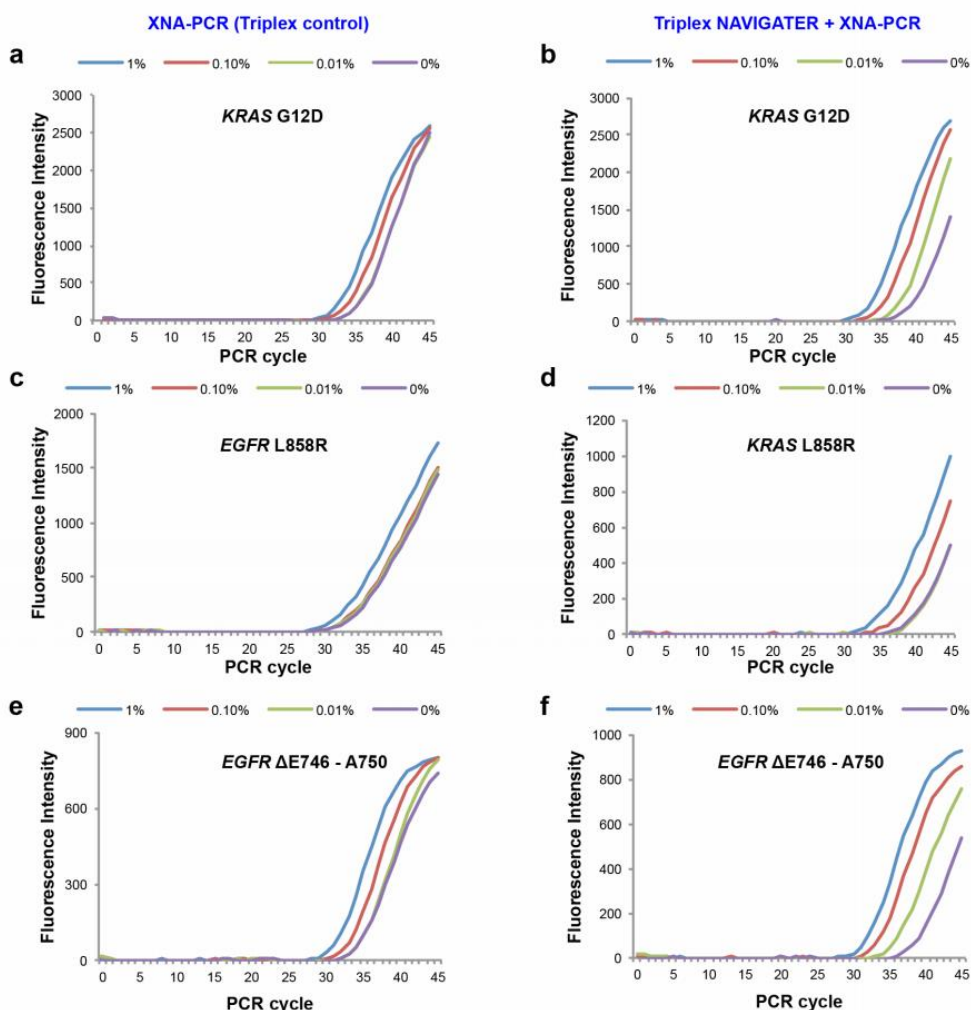 XNA-PCR (Triplex control)
Triplex NAVIGATER + XNA-PCR
a
1% 0.10% 0.01% 0%
KRAS G12D
Fluorescence Intensity
3000
2500
2000
1500
1000
500
0
0 5 10 15 20 25 30 35 40 45
PCR cycle
b
1% 0.10% 0.01% 0%
KRAS G12D
Fluorescence Intensity
3000
2500
2000
1500
1000
500
0
0 5 10 15 20 25 30 35 40 45
PCR cycle
c
1% 0.10% 0.01% 0%
EGFR L858R
Fluorescence Intensity
2000
1500
1000
500
0
0 5 10 15 20 25 30 35 40 45
PCR cycle
d
1% 0.10% 0.01% 0%
KRAS L858R
Fluorescence Intensity
1200
1000
800
600
400
200
0
0 5 10 15 20 25 30 35 40 45
PCR cycle
e
1% 0.10% 0.01% 0%
EGFR ΔE746 - A750
Fluorescence Intensity
900
600
300
0
0 5 10 15 20 25 30 35 40 45
PCR cycle
f
1% 0.10% 0.01% 0%
EGFR ΔE746 - A750
Fluorescence Intensity
1000
800
600
400
200
0
0 5 10 15 20 25 30 35 40 45
PCR cycle